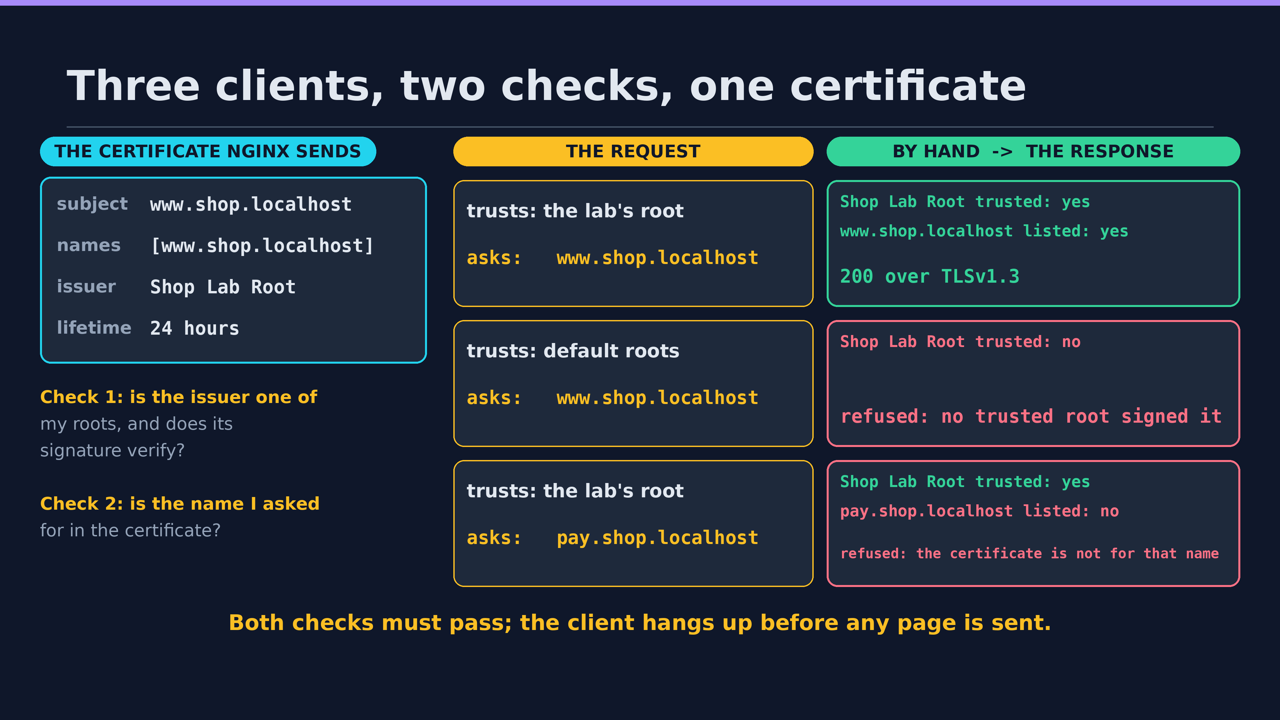 Three clients, two checks, one certificate
THE CERTIFICATE NGINX SENDS
subject www.shop.localhost
names [www.shop.localhost]
issuer Shop Lab Root
lifetime 24 hours
Check 1: is the issuer one of
my roots, and does its
signature verify?
Check 2: is the name I asked
for in the certificate?
THE REQUEST
trusts: the lab's root
asks: www.shop.localhost
trusts: default roots
asks: www.shop.localhost
trusts: the lab's root
asks: pay.shop.localhost
BY HAND -> THE RESPONSE
Shop Lab Root trusted: yes
www.shop.localhost listed: yes
200 over TLSv1.3
Shop Lab Root trusted: no
refused: no trusted root signed it
Shop Lab Root trusted: yes
pay.shop.localhost listed: no
refused: the certificate is not for that name
Both checks must pass; the client hangs up before any page is sent.